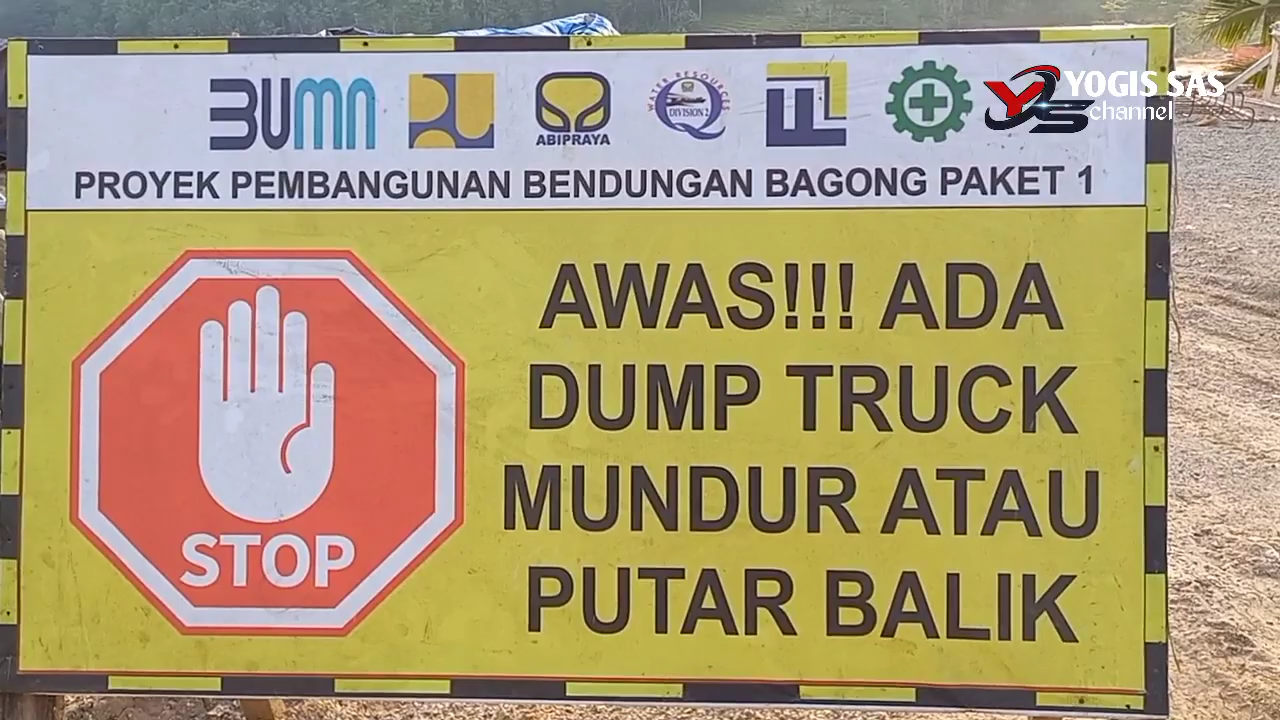 BUMN
ABIPRAYA
WATER RESOURCES
DIVISION 2
YOGIS SAS
channel
PROYEK PEMBANGUNAN BENDUNGAN BAGONG PAKET 1
AWAS!!! ADA
DUMP TRUCK
MUNDUR ATAU
PUTAR BALIK
STOP